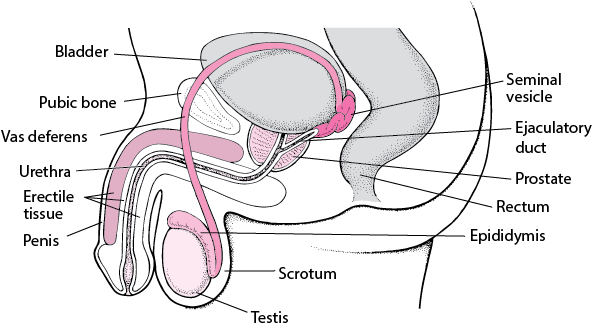 Bladder
Pubic bone
Vas deferens
Urethra
Erectile
tissue
Penis
Seminal
vesicle
Ejaculatory
duct
Prostate
Rectum
Epididymis
Scrotum
Testis